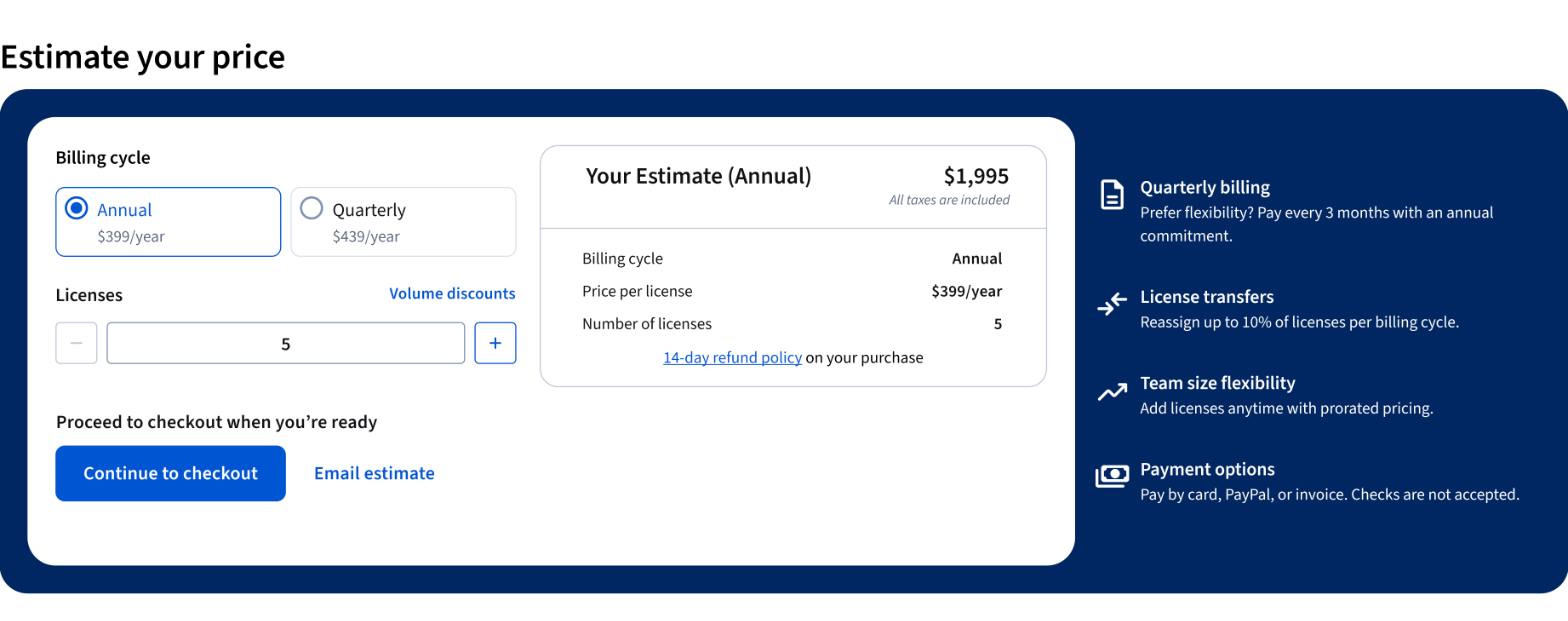 Estimate your price
Billing cycle
Annual
$399/year
Quarterly
$439/year
Licenses
Volume discounts
−
5
+
Proceed to checkout when you’re ready
Continue to checkout
Email estimate
Your Estimate (Annual)
$1,995
All taxes are included
Billing cycle
Annual
Price per license
$399/year
Number of licenses
5
14-day refund policy on your purchase
Quarterly billing
Prefer flexibility? Pay every 3 months with an annual
commitment.
License transfers
Reassign up to 10% of licenses per billing cycle.
Team size flexibility
Add licenses anytime with prorated pricing.
Payment options
Pay by card, PayPal, or invoice. Checks are not accepted.